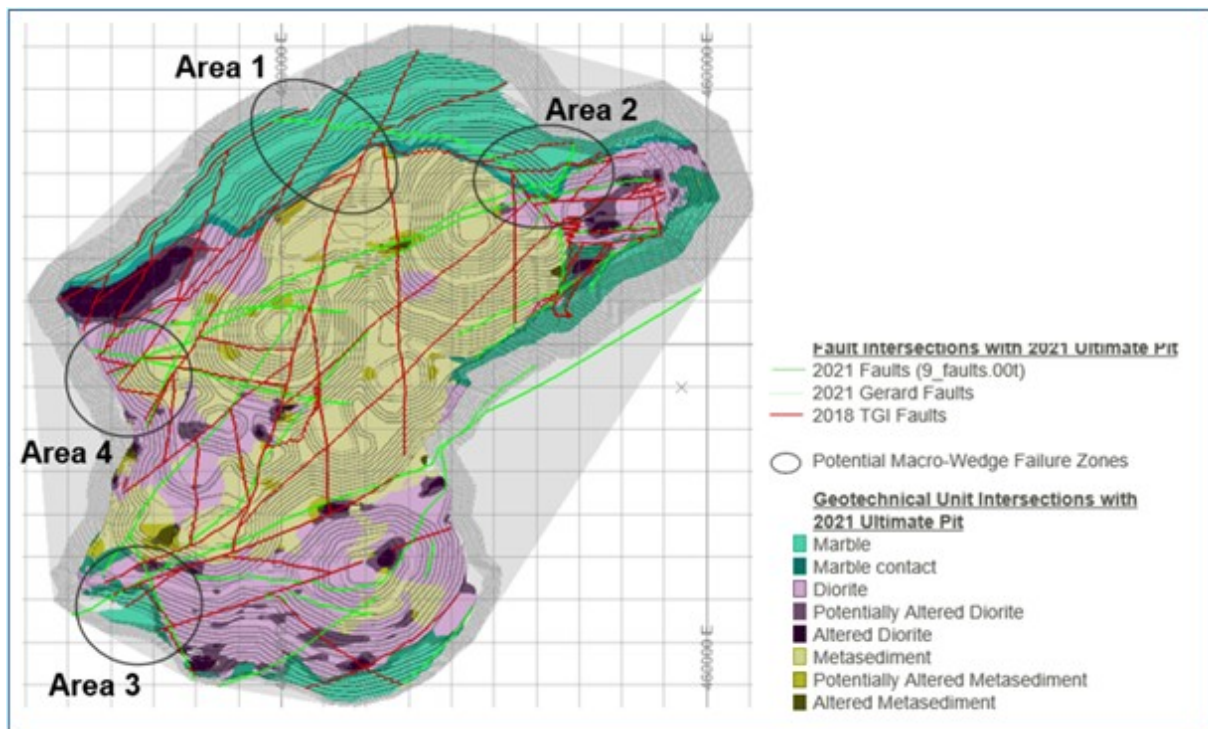 Area 1
Area 2
Area 3
Area 4
460000 E
460000 E
Fault Intersections with 2021 Ultimate Pit
2021 Faults (9_faults.00t)
2021 Gerard Faults
2018 TGI Faults
Potential Macro-Wedge Failure Zones
Geotechnical Unit Intersections with
2021 Ultimate Pit
Marble
Marble contact
Diorite
Potentially Altered Diorite
Altered Diorite
Metasediment
Potentially Altered Metasediment
Altered Metasediment